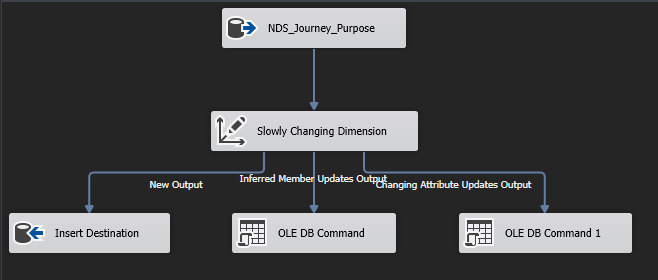 NDS_Journey_Purpose
Slowly Changing Dimension
New Output
Inferred Member Updates Output
Changing Attribute Updates Output
Insert Destination
OLE DB Command
OLE DB Command 1